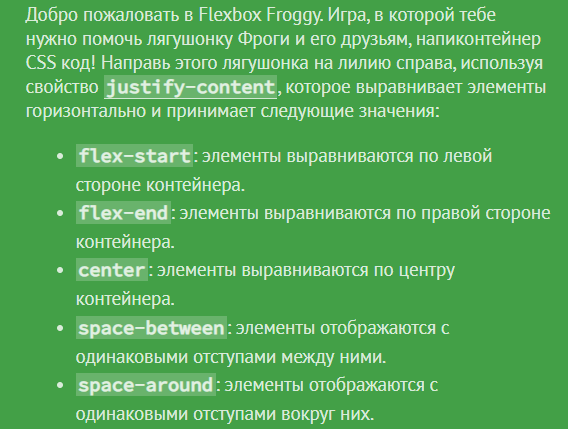 Добро пожаловать в Flexbox Froggy. Игра, в которой тебе
нужно помочь лягушонку Фроги и его друзьям, напиконтейнер
CSS код! Направь этого лягушонка на лилию справа, используя
свойство justify-content, которое выравнивает элементы
горизонтально и принимает следующие значения:
• flex-start: элементы выравниваются по левой
стороне контейнера.
• flex-end: элементы выравниваются по правой стороне
контейнера.
• center: элементы выравниваются по центру
контейнера.
• space-between: элементы отображаются с
одинаковыми отступами между ними.
• space-around: элементы отображаются с
одинаковыми отступами вокруг них.